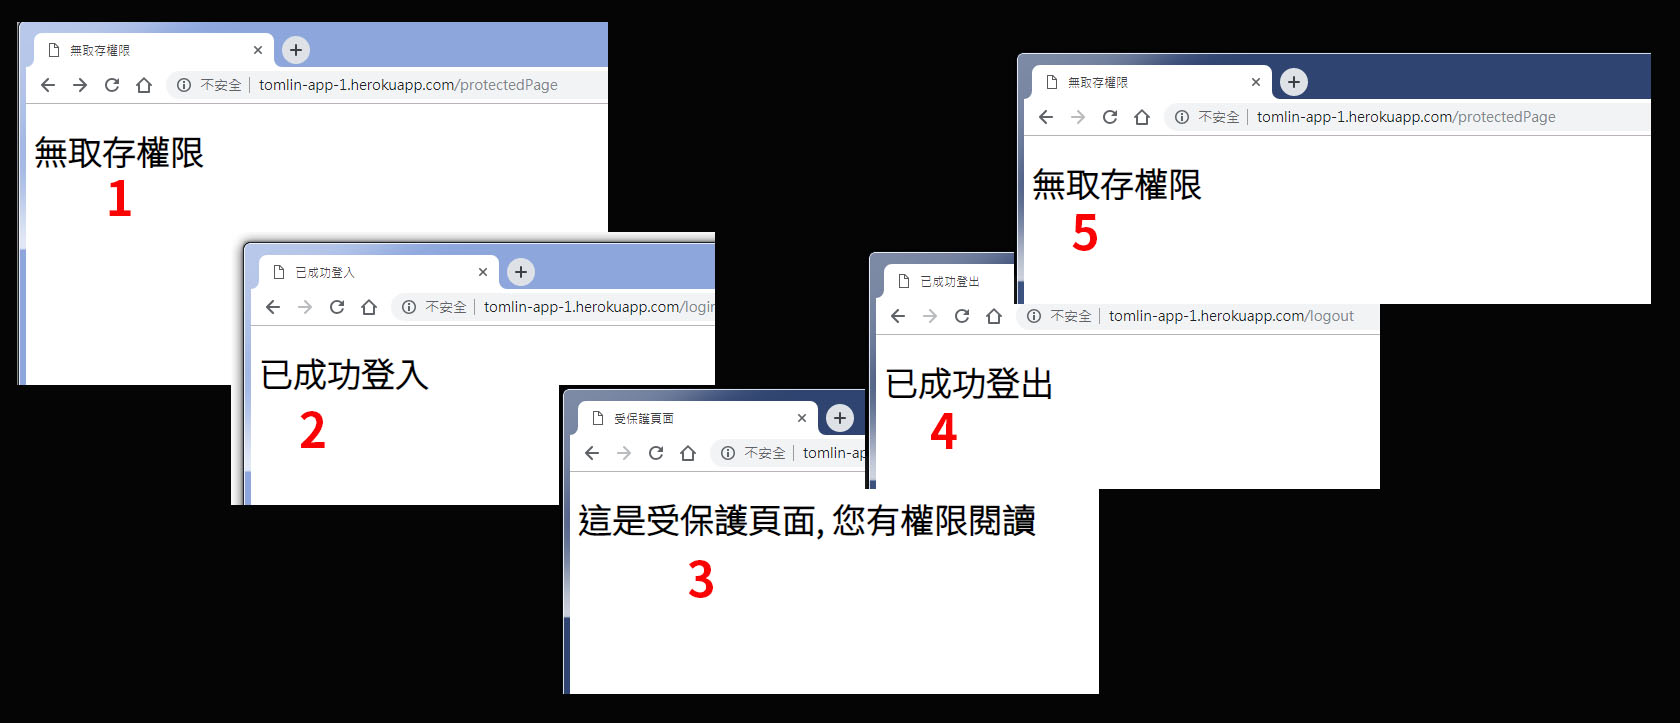 無取存權限
不安全 | tomlin-app-1.herokuapp.com/protectedPage
無取存權限
1
已成功登入
不安全 | tomlin-app-1.herokuapp.com/login
已成功登入
2
受保護頁面
不安全 | tomlin-ap
這是受保護頁面, 您有權限閱讀
3
已成功登出
不安全 | tomlin-app-1.herokuapp.com/logout
已成功登出
4
無取存權限
不安全 | tomlin-app-1.herokuapp.com/protectedPage
無取存權限
5